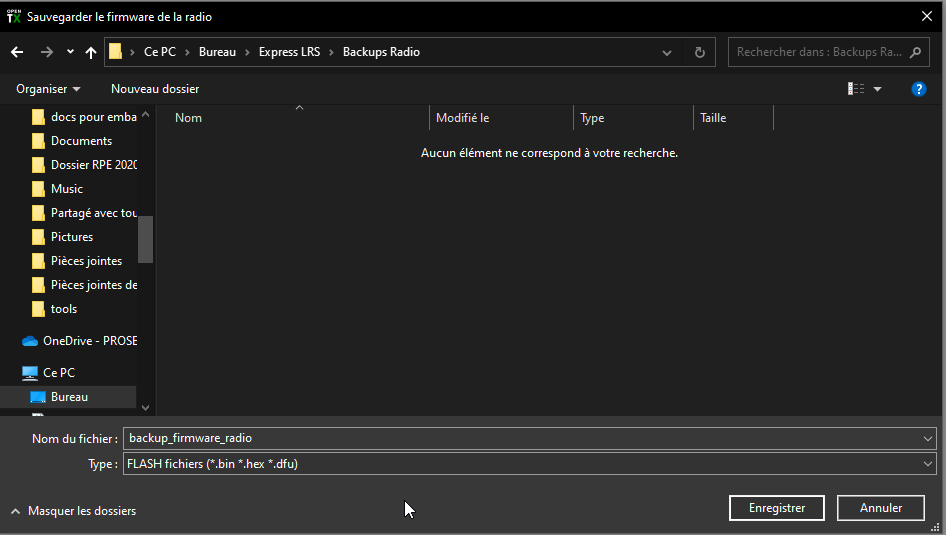 OPEN TX Sauvegarder le firmware de la radio
Ce PC Bureau Express LRS Backups Radio Rechercher dans : Backups Ra...
Organiser Nouveau dossier ?
Nom Modifié le Type Taille
Aucun élément ne correspond à votre recherche.
docs pour emba
Documents
Dossier RPE 2020
Music
Partagé avec tou
Pictures
Pièces jointes
Pièces jointes de
tools
OneDrive - PROSE
Ce PC
Bureau
Nom du fichier : backup_firmware_radio
Type : FLASH fichiers (*.bin *.hex *.dfu)
Masquer les dossiers Enregistrer Annuler